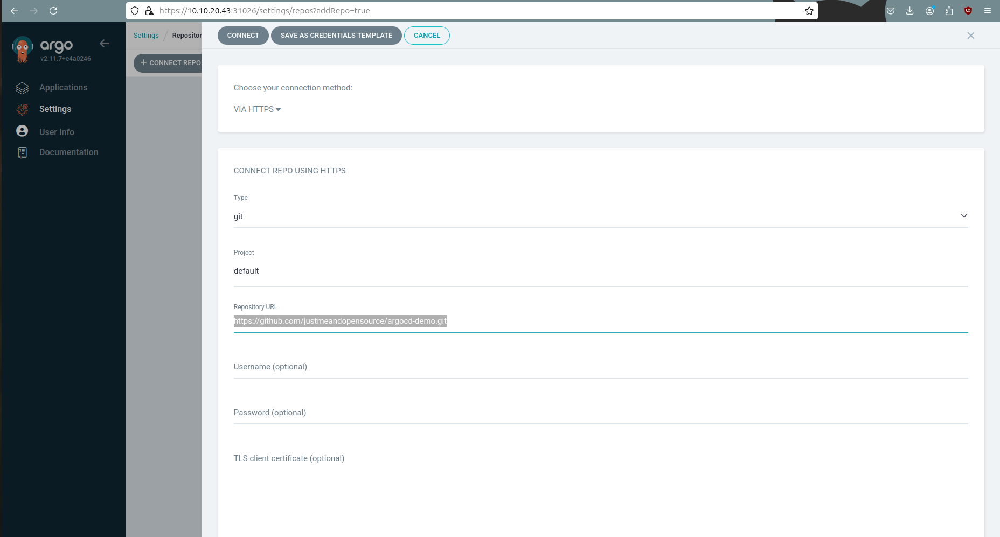 https://10.10.20.43:31026/settings/repos?addRepo=true
argo
v2.11.7+e4a0246
Applications
Settings
User Info
Documentation
Settings / Repositor
+ CONNECT REPO
CONNECT
SAVE AS CREDENTIALS TEMPLATE
CANCEL
Choose your connection method:
VIA HTTPS
CONNECT REPO USING HTTPS
Type
git
Project
default
Repository URL
https://github.com/justmeandopensource/argocd-demo.git
Username (optional)
Password (optional)
TLS client certificate (optional)